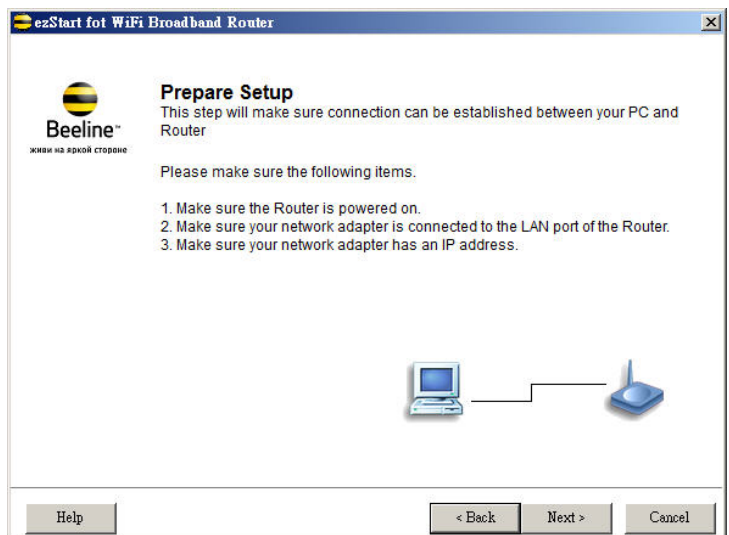 ezStart fot WiFi Broadband Router
Prepare Setup
This step will make sure connection can be established between your PC and
Router
Beeline™
живи на яркой стороне
Please make sure the following items.
1. Make sure the Router is powered on.
2. Make sure your network adapter is connected to the LAN port of the Router.
3. Make sure your network adapter has an IP address.
Help
< Back
Next >
Cancel